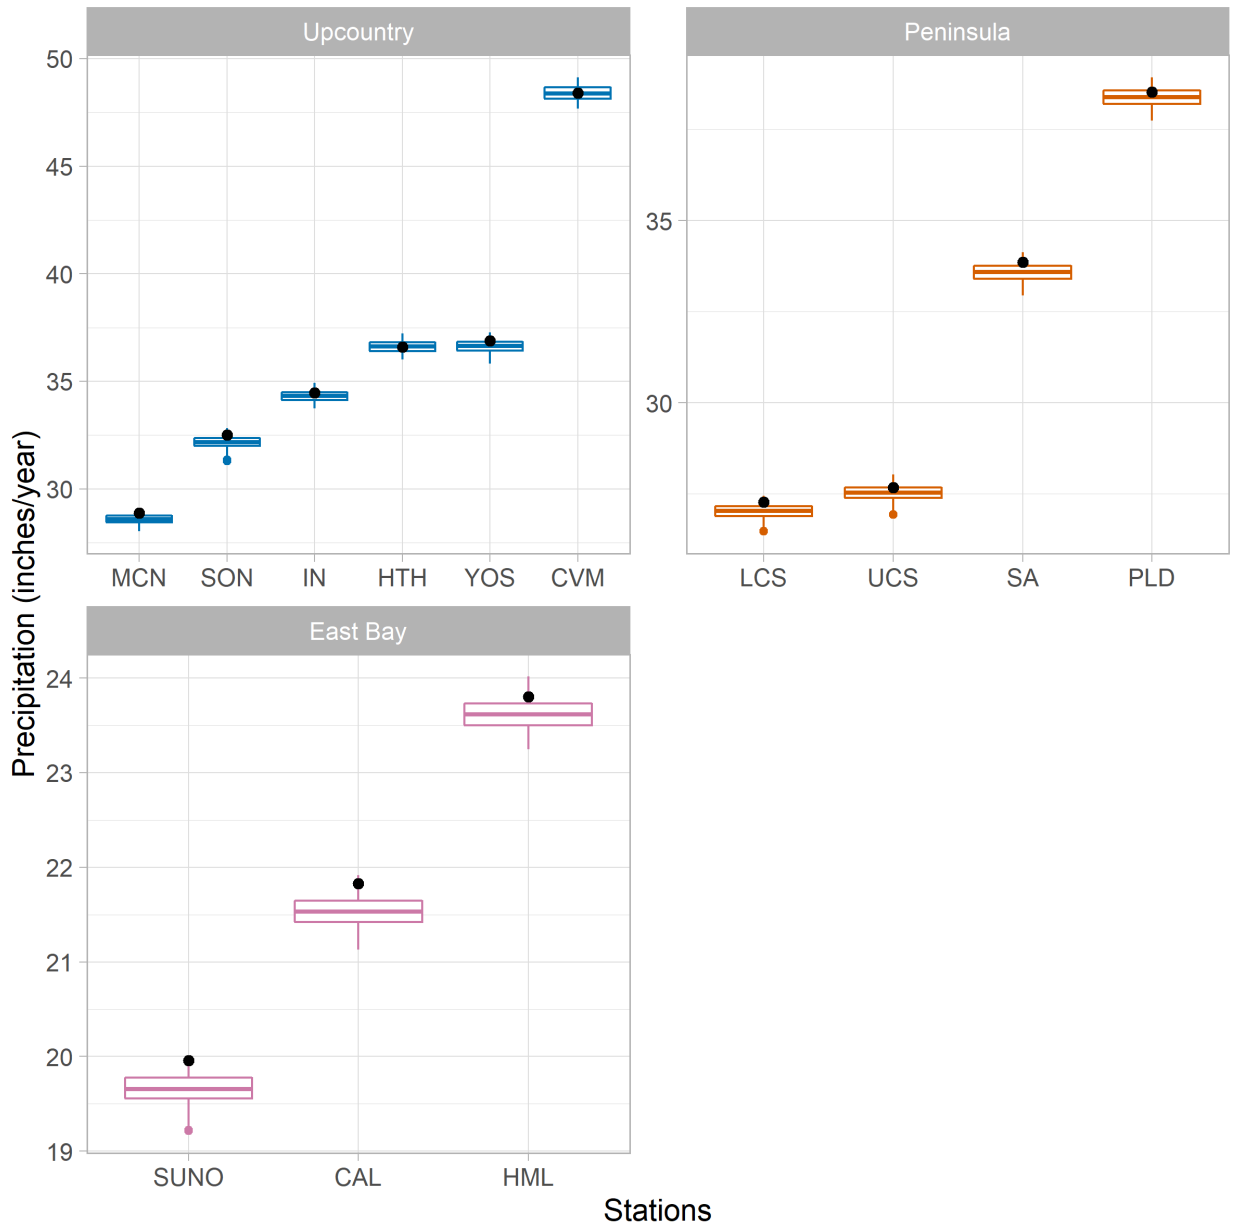 Upcountry
Peninsula
50
45
40
35
30
35
30
MCN SON IN HTH YOS CVM
LCS UCS SA PLD
Precipitation (inches/year)
East Bay
24
23
22
21
20
19
SUNO CAL HML
Stations